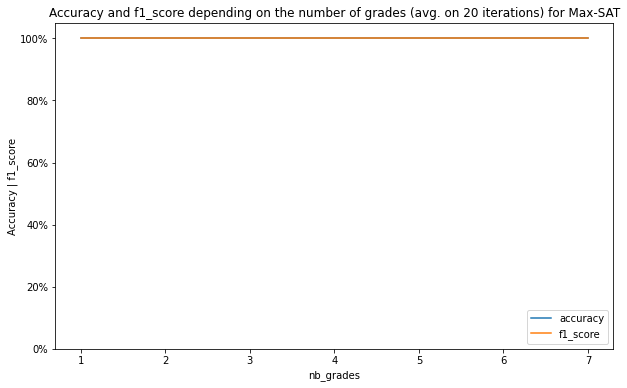 Accuracy and f1_score depending on the number of grades (avg. on 20 iterations) for Max-SAT
Accuracy | f1_score
100%
80%
60%
40%
20%
0%
1 2 3 4 5 6 7
nb_grades
accuracy
f1_score